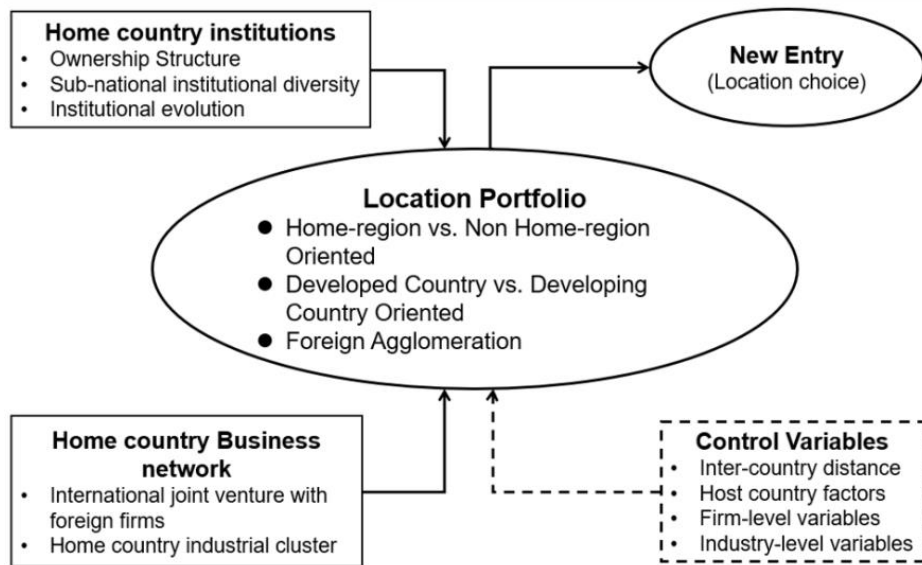 Home country institutions
• Ownership Structure
• Sub-national institutional diversity
• Institutional evolution
New Entry
(Location choice)
Location Portfolio
● Home-region vs. Non Home-region
Oriented
● Developed Country vs. Developing
Country Oriented
● Foreign Agglomeration
Home country Business
network
• International joint venture with
foreign firms
• Home country industrial cluster
Control Variables
• Inter-country distance
• Host country factors
• Firm-level variables
• Industry-level variables